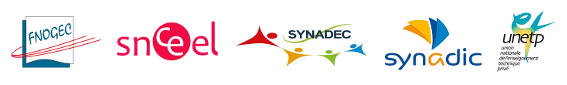 FNOGEC
snceel
SYNADEC
synadic
unetp
union
nationale
de l'enseignement
technique
privé